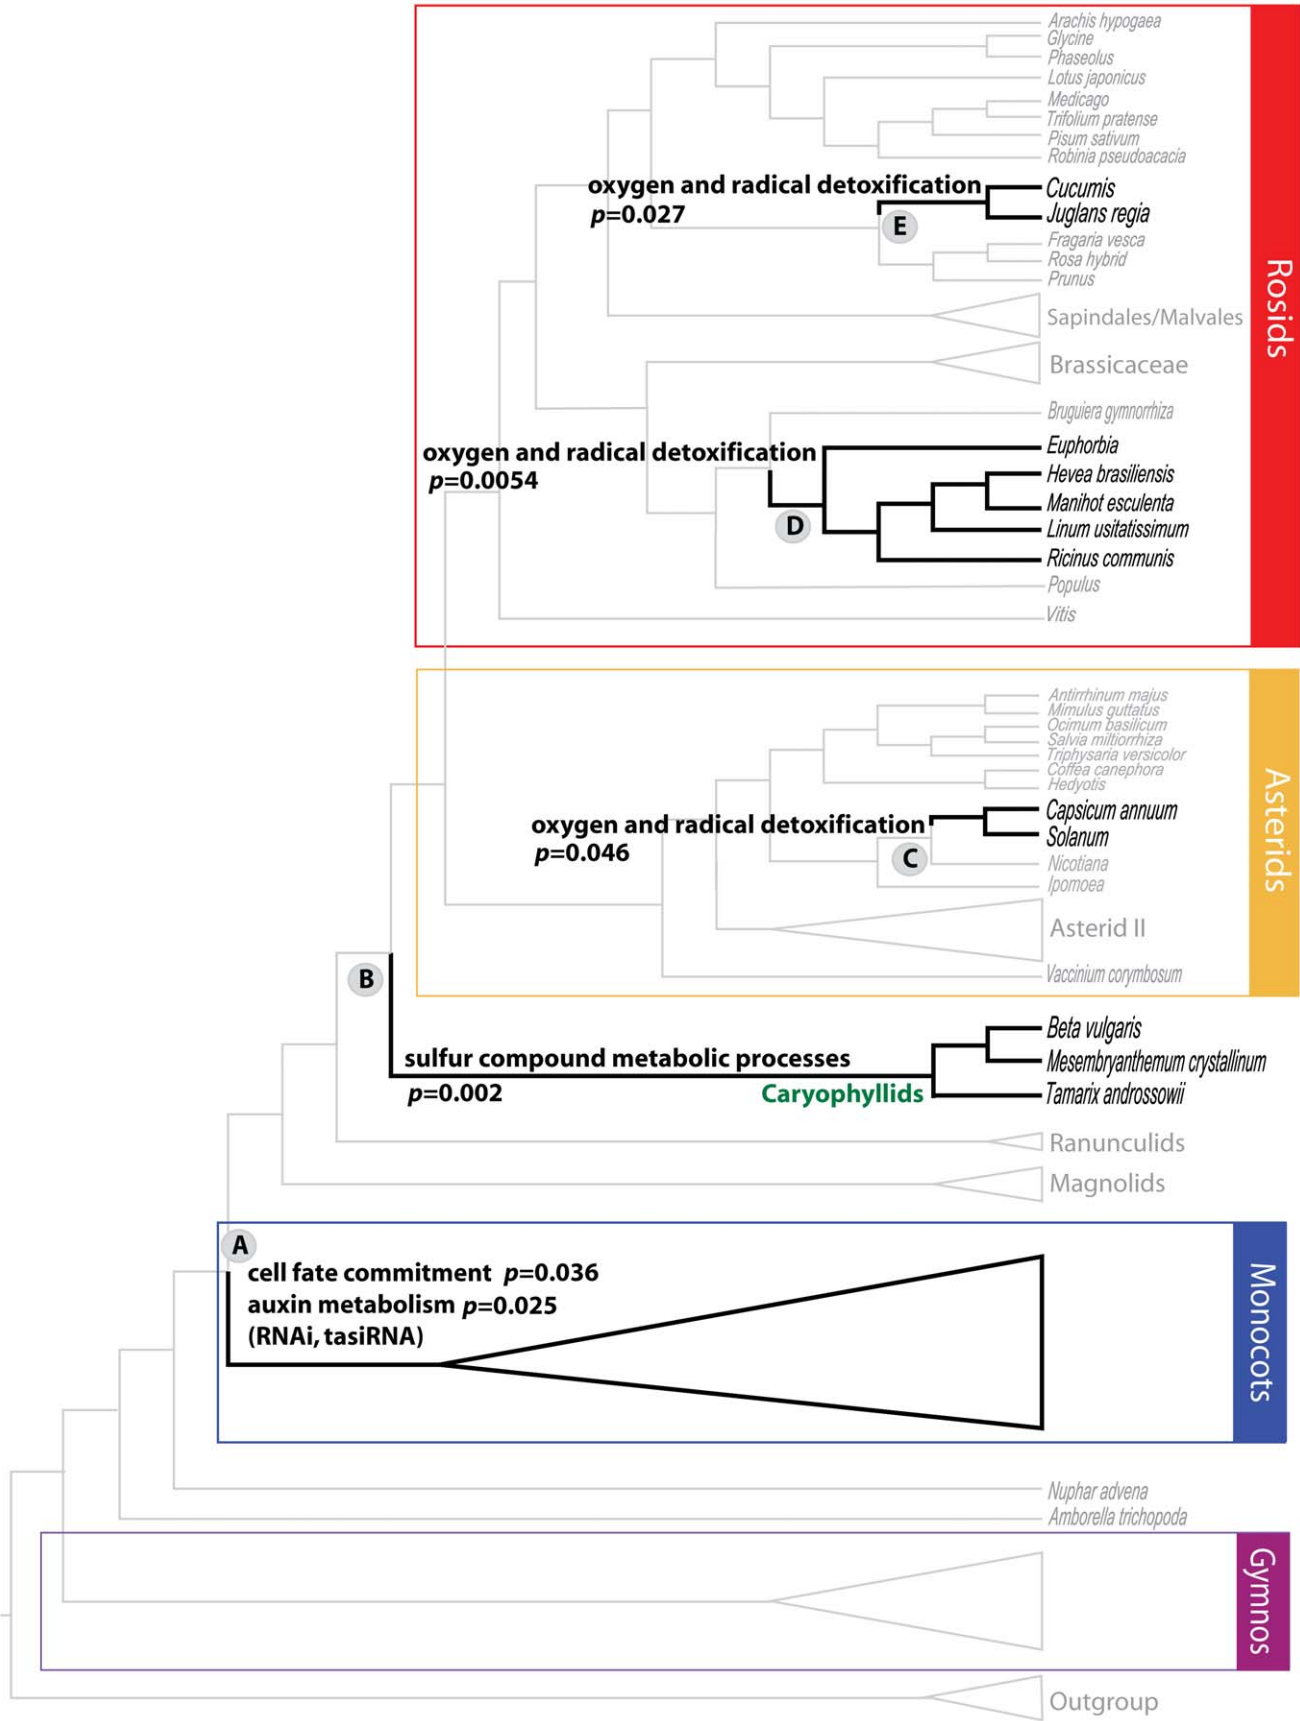 Arachis hypogaea
Glycine
Phaseolus
Lotus japonicus
Medicago
Trifolium pratense
Pisum sativum
Robinia pseudoacacia
oxygen and radical detoxification
p=0.027
E
Cucumis
Juglans regia
Fragaria vesca
Rosa hybrid
Prunus
Sapindales/Malvales
Brassicaceae
Bruguiera gymnorrhiza
oxygen and radical detoxification
p=0.0054
D
Euphorbia
Hevea brasiliensis
Manihot esculenta
Linum usitatissimum
Ricinus communis
Populus
Vitis
Rosids
Antirrhinum majus
Mimulus guttatus
Ocimum basilicum
Salvia miltiorrhiza
Triphysaria versicolor
Coffea canephora
Hedyotis
oxygen and radical detoxification
p=0.046
C
Capsicum annuum
Solanum
Nicotiana
Ipomoea
Asterid II
Vaccinium corymbosum
Asterids
B
sulfur compound metabolic processes
p=0.002
Caryophyllids
Beta vulgaris
Mesembryanthemum crystallinum
Tamarix androssowii
Ranunculids
Magnolids
A
cell fate commitment p=0.036
auxin metabolism p=0.025
(RNAi, tasiRNA)
Monocots
Nuphar advena
Amborella trichopoda
Gymnos
Outgroup